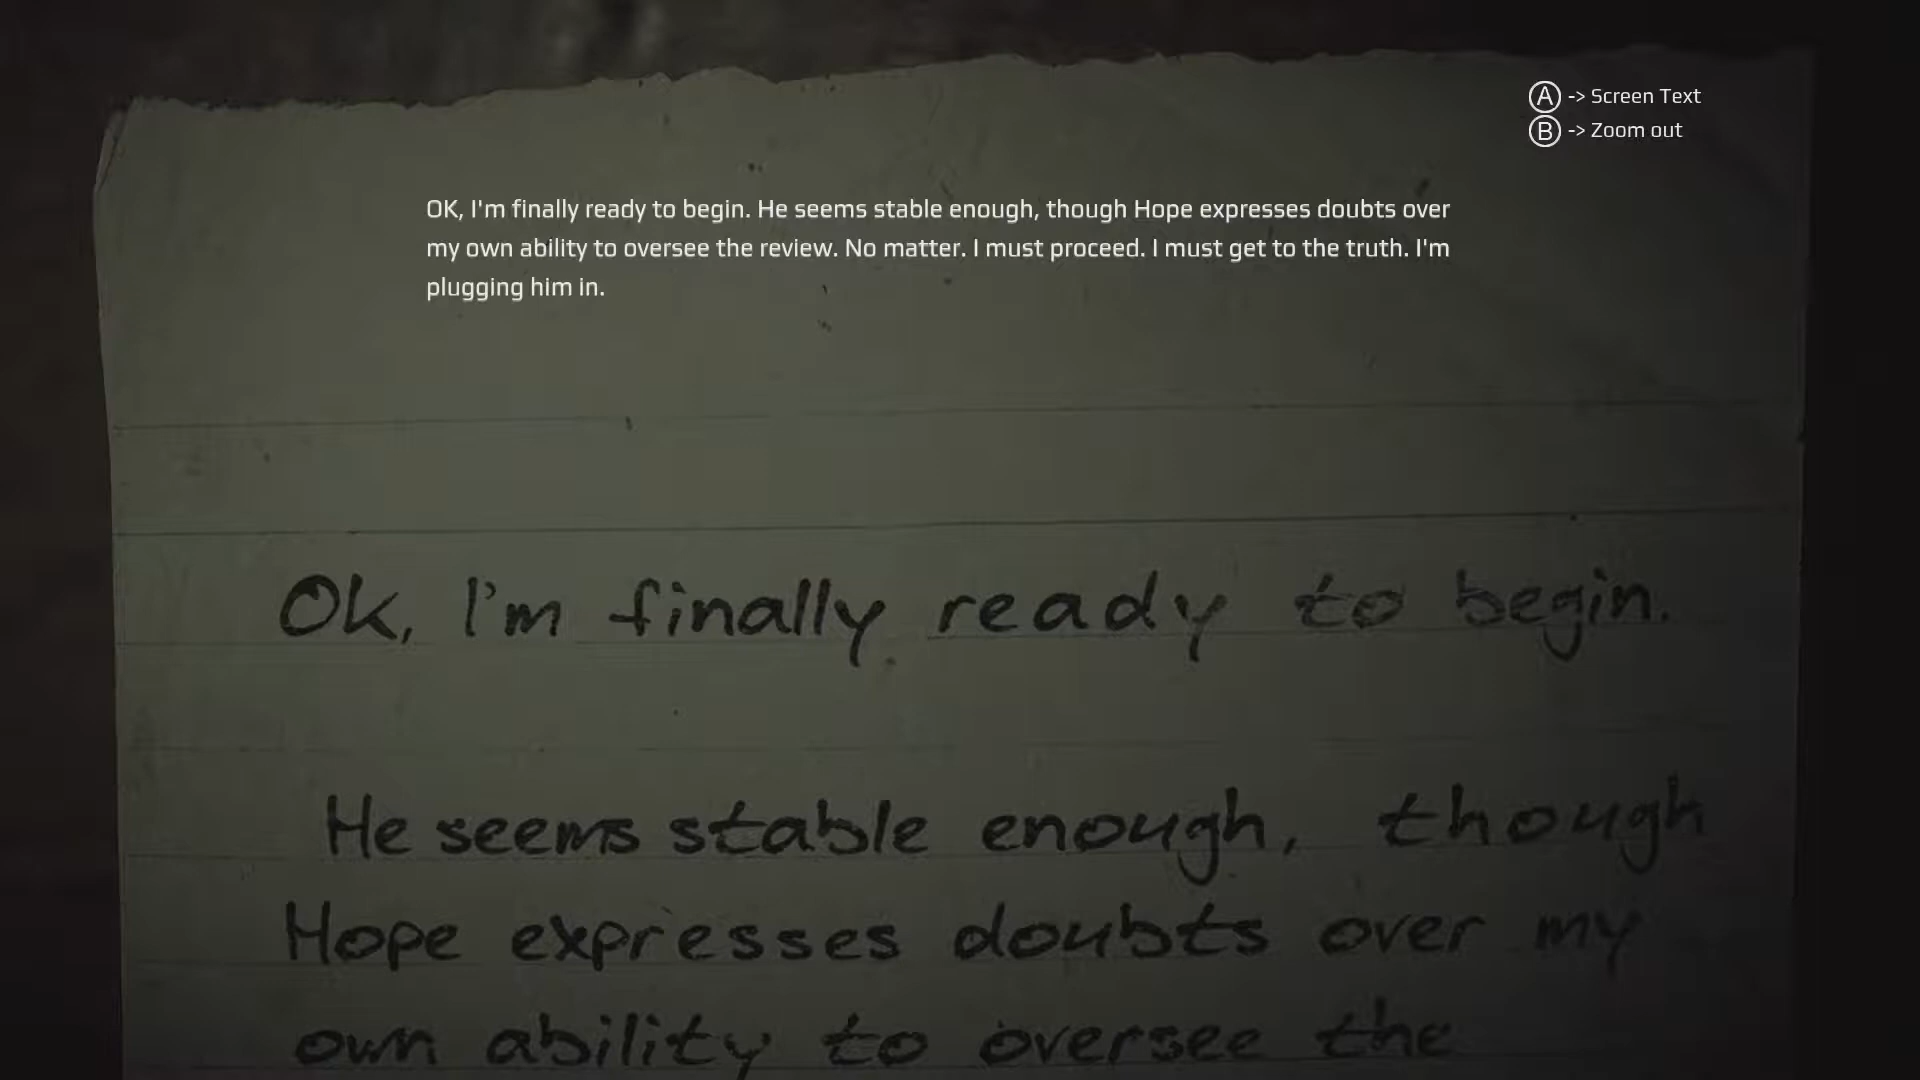 Ⓐ -> Screen Text
Ⓑ -> Zoom out
OK, I'm finally ready to begin. He seems stable enough, though Hope expresses doubts over
my own ability to oversee the review. No matter. I must proceed. I must get to the truth. I'm
plugging him in.
Ok, I'm finally ready to begin.
He seems stable enough, though
Hope expresses doubts over my
own ability to oversee the